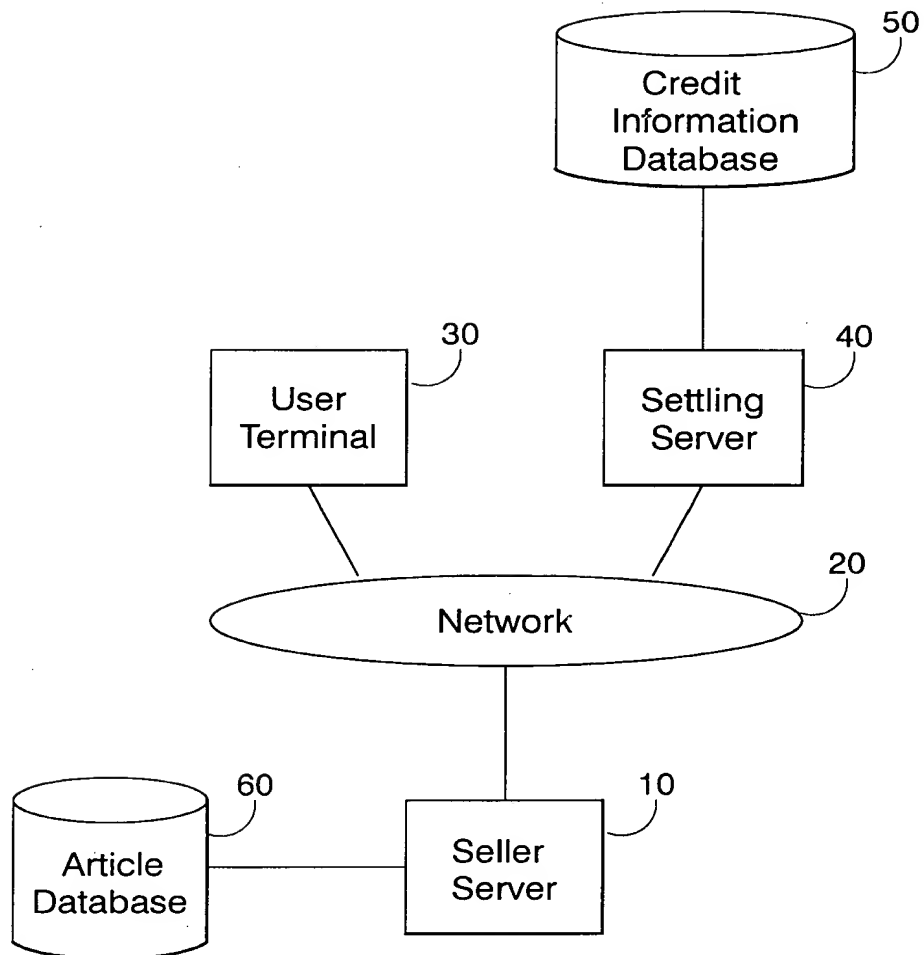 50
Credit
Information
Database
30
40
User
Terminal
Settling
Server
20
Network
60
10
Article
Database
Seller
Server